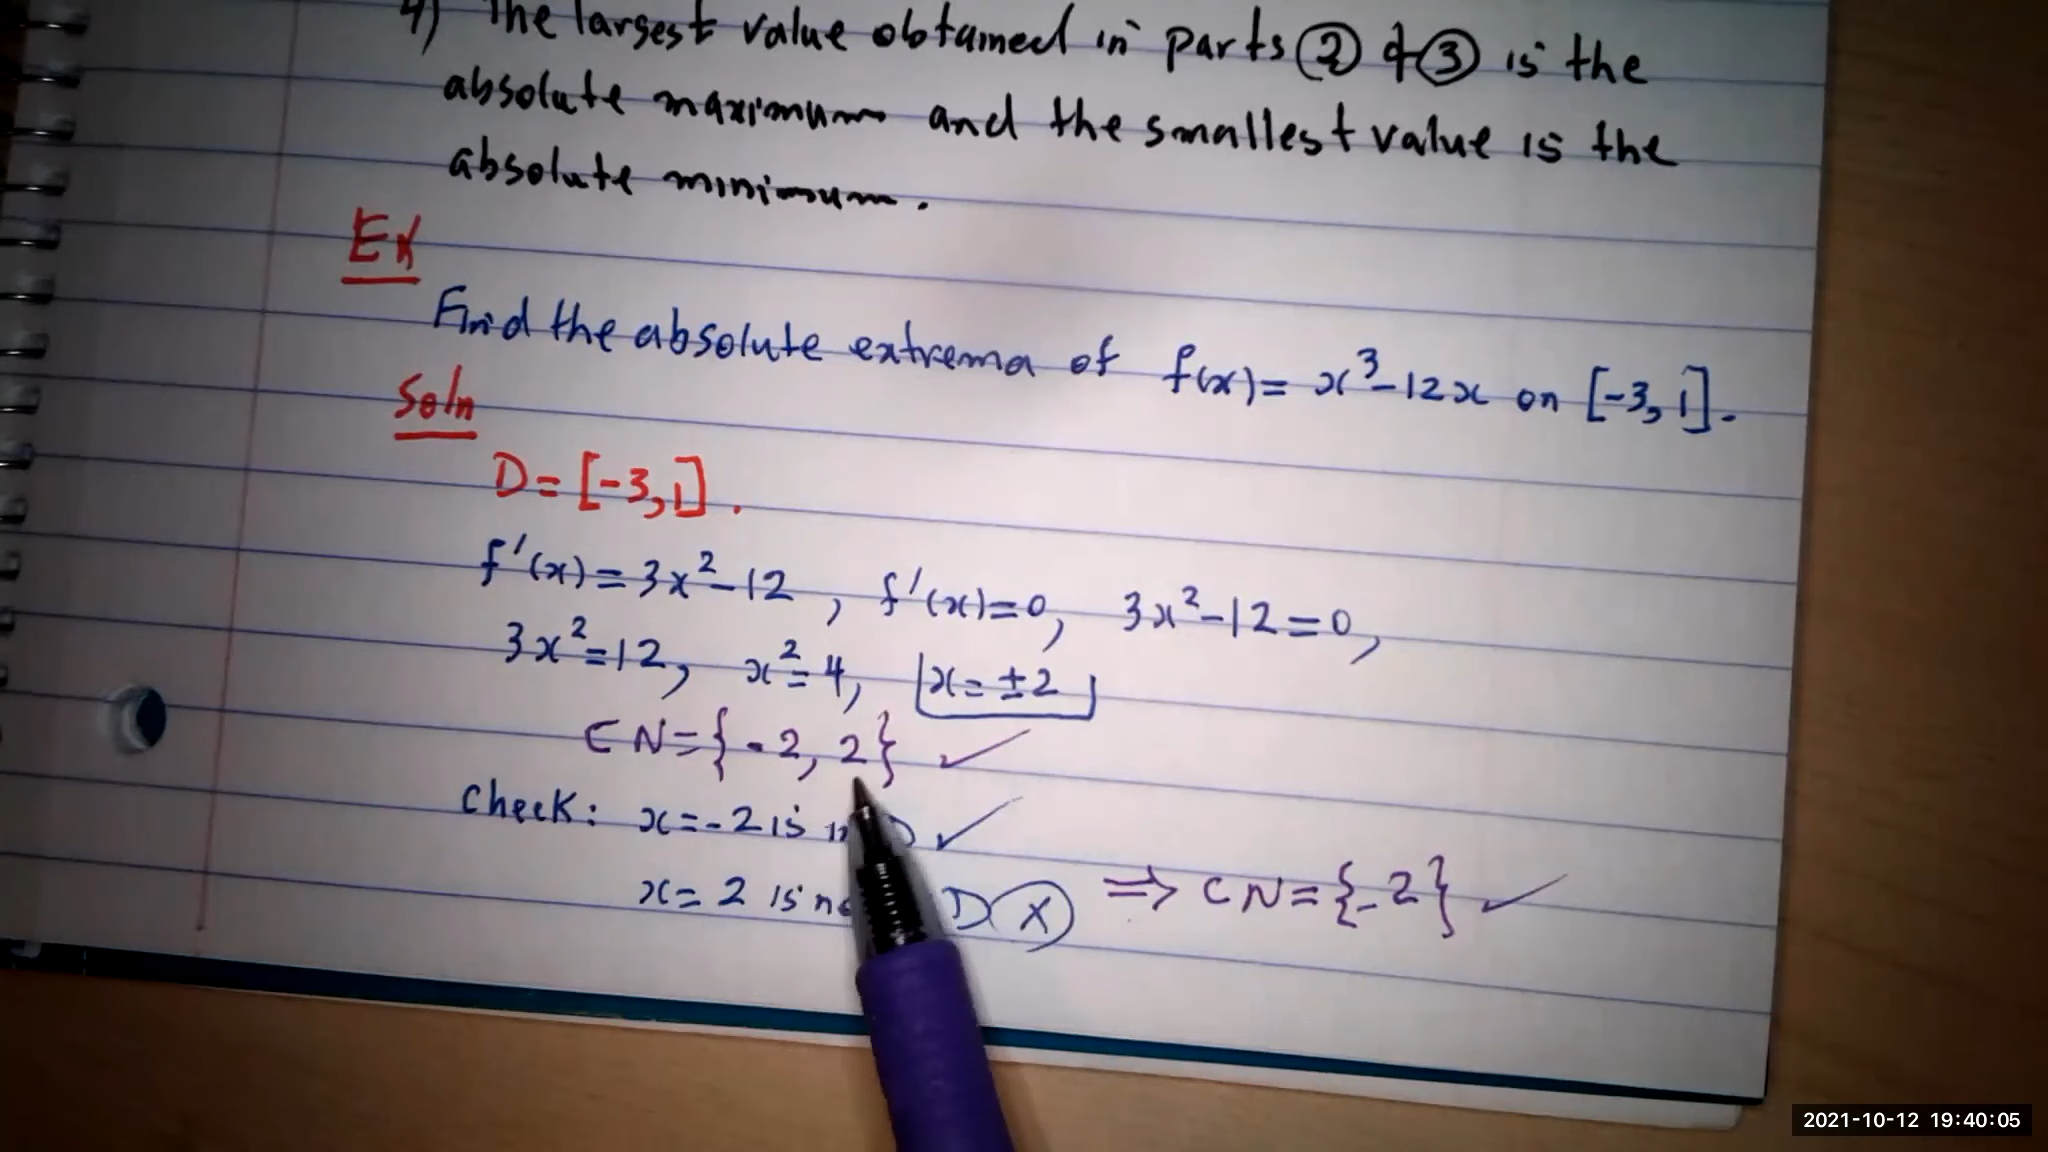 4) The largest value obtained in parts ② & ③ is the
absolute maximum and the smallest value is the
absolute minimum.
Ex
Find the absolute extrema of f(x)= x³-12x on [-3,1].
Soln
D=[-3,1].
f'(x)=3x²-12, f'(x)=0, 3x²-12=0,
3x²=12, x²=4, x=±2
CN={-2,2} ✓
Check: x=-2 is in D ✓
x=2 is D (X) ⇒ CN={-2} ✓
2021-10-12 19:40:05